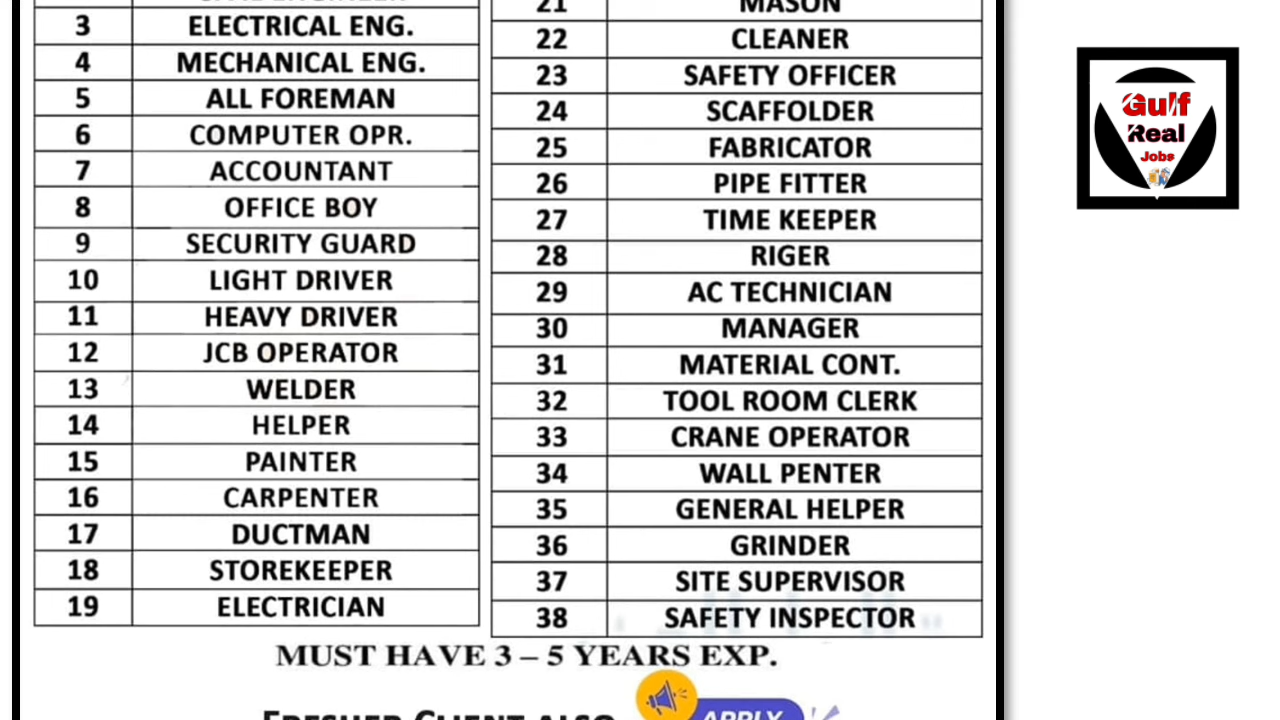 3 ELECTRICAL ENG.
4 MECHANICAL ENG.
5 ALL FOREMAN
6 COMPUTER OPR.
7 ACCOUNTANT
8 OFFICE BOY
9 SECURITY GUARD
10 LIGHT DRIVER
11 HEAVY DRIVER
12 JCB OPERATOR
13 WELDER
14 HELPER
15 PAINTER
16 CARPENTER
17 DUCTMAN
18 STOREKEEPER
19 ELECTRICIAN
21 MASON
22 CLEANER
23 SAFETY OFFICER
24 SCAFFOLDER
25 FABRICATOR
26 PIPE FITTER
27 TIME KEEPER
28 RIGER
29 AC TECHNICIAN
30 MANAGER
31 MATERIAL CONT.
32 TOOL ROOM CLERK
33 CRANE OPERATOR
34 WALL PENTER
35 GENERAL HELPER
36 GRINDER
37 SITE SUPERVISOR
38 SAFETY INSPECTOR
MUST HAVE 3 – 5 YEARS EXP.
FRESHER CLIENT ALSO
APPLY
Gulf
Real
Jobs